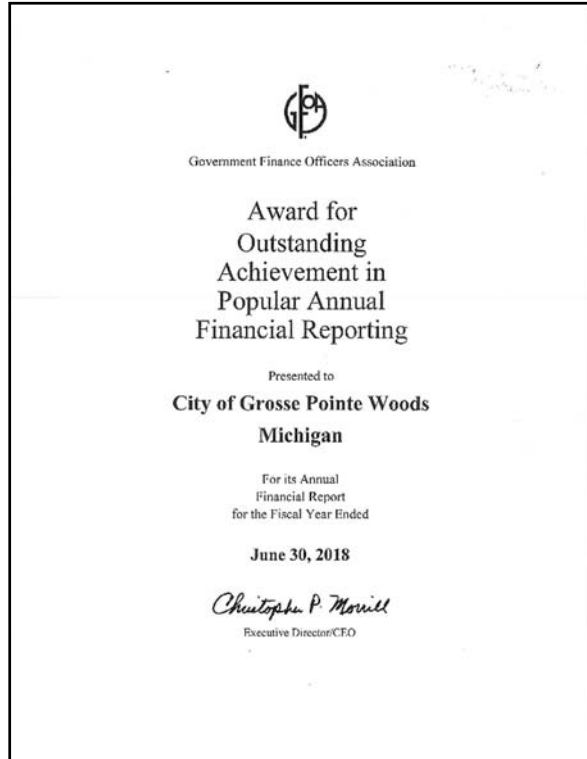 GFOA
Government Finance Officers Association
Award for
Outstanding
Achievement in
Popular Annual
Financial Reporting
Presented to
City of Grosse Pointe Woods
Michigan
For its Annual
Financial Report
for the Fiscal Year Ended
June 30, 2018
Christopher P. Morrill
Executive Director/CEO